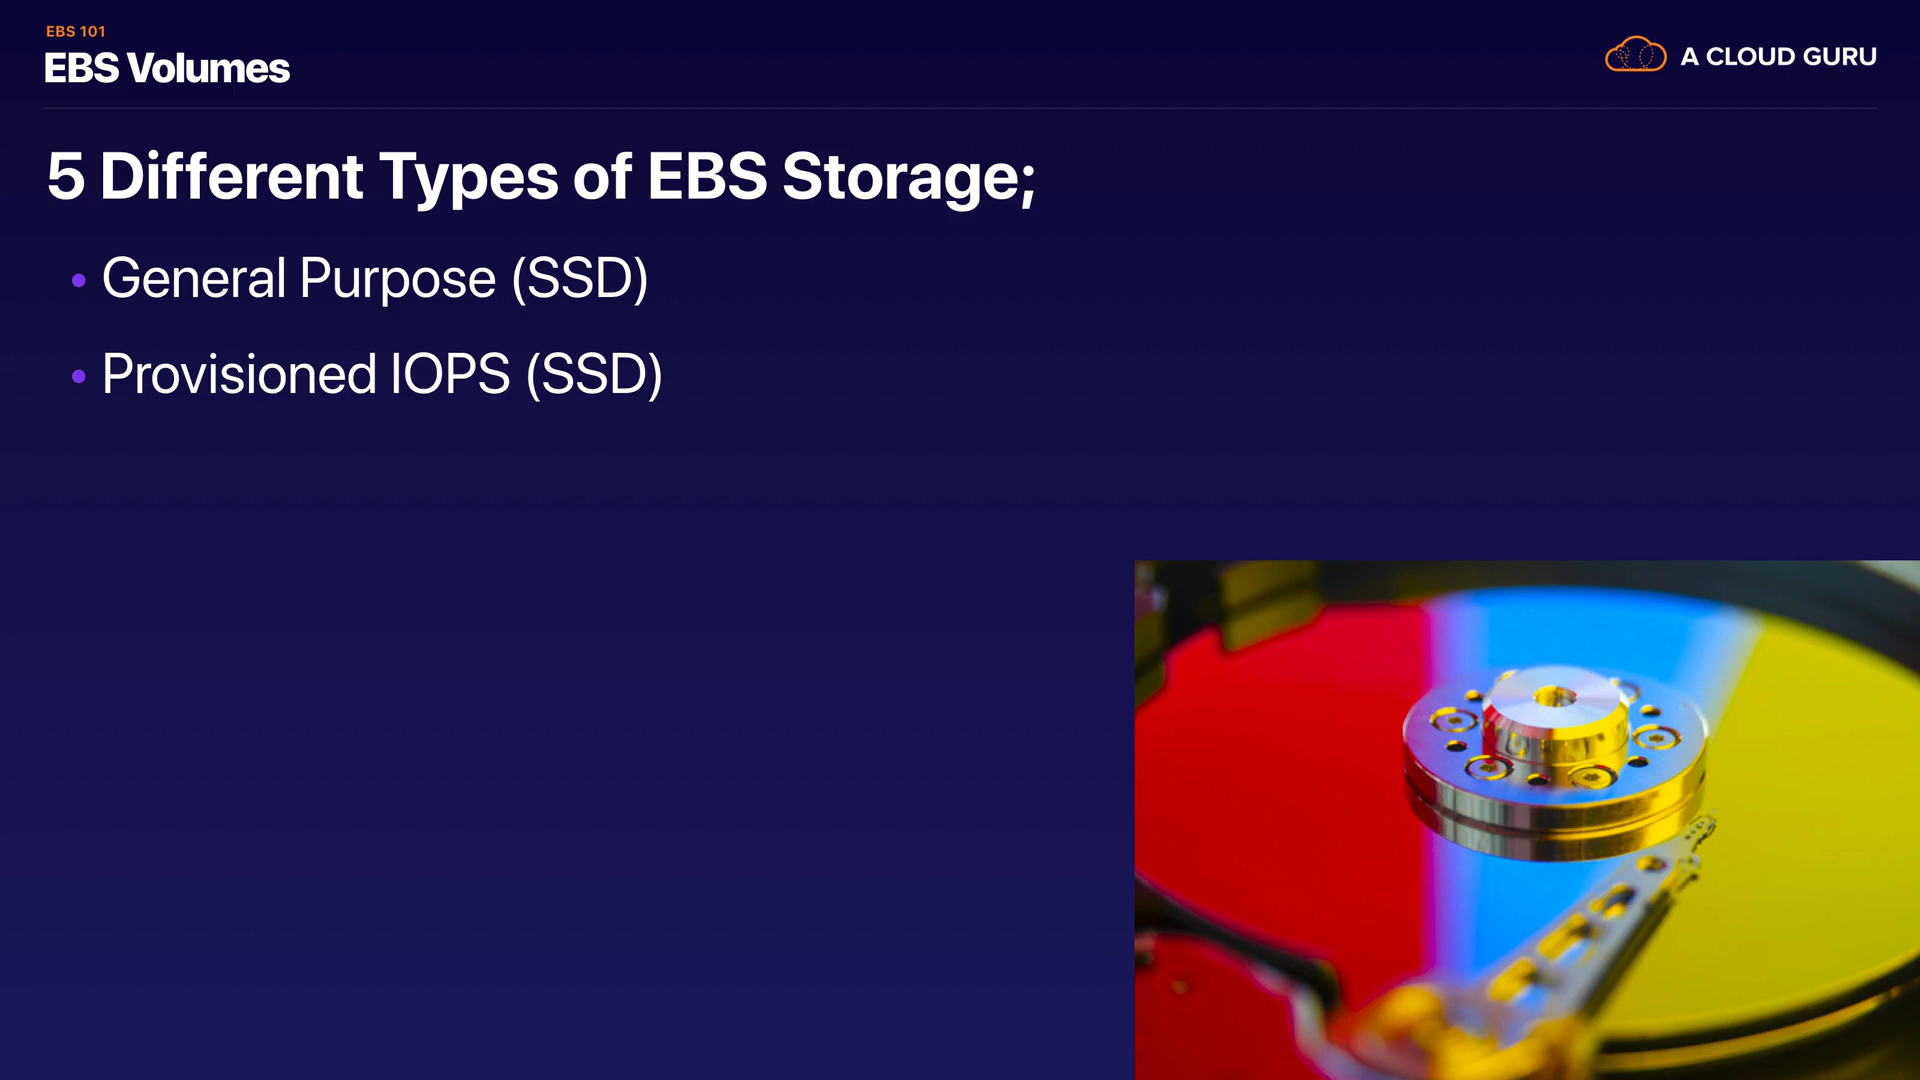 EBS 101
EBS Volumes
A CLOUD GURU
5 Different Types of EBS Storage;
• General Purpose (SSD)
• Provisioned IOPS (SSD)